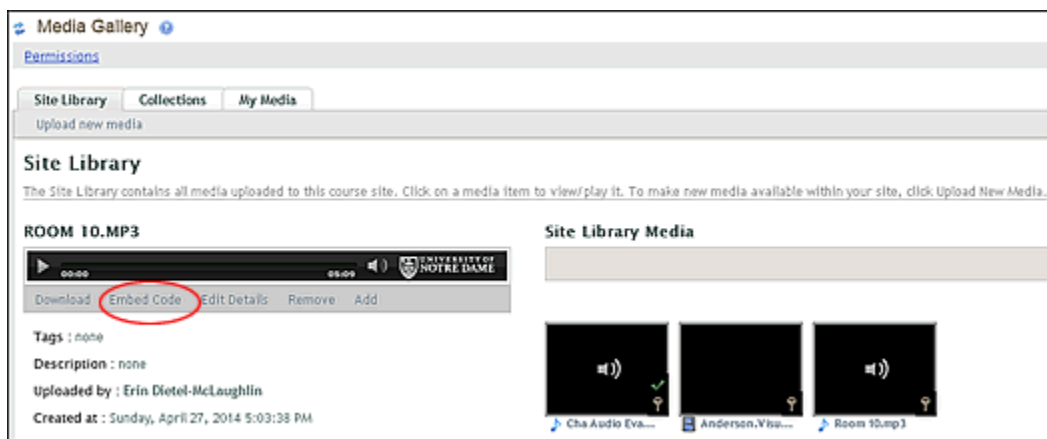 Media Gallery
Permissions
Site Library Collections My Media
Upload new media
Site Library
The Site Library contains all media uploaded to this course site. Click on a media item to view/play it. To make new media available within your site, click Upload New Media.
ROOM 10.MP3
00:00 05:09 UNIVERSITY OF NOTRE DAME
Download Embed Code Edit Details Remove Add
Tags : none
Description : none
Uploaded by : Erin Dietel-McLaughlin
Created at : Sunday, April 27, 2014 5:03:38 PM
Site Library Media
Cha Audio Eva... Anderson.Visu... Room 10.mp3